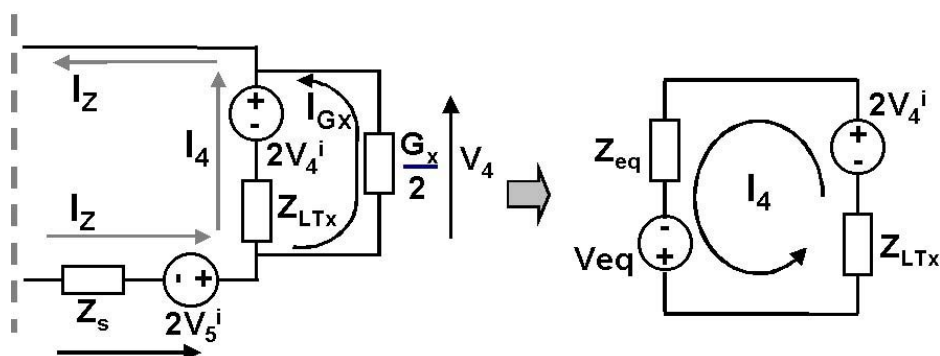 I_Z
I_4
I_Z
Z_s
2V_5^i
+
-
2V_4^i
Z_LTx
- +
I_Gx
G_x
2
V_4
Z_eq
Veq
-
+
I_4
2V_4^i
+
-
Z_LTx